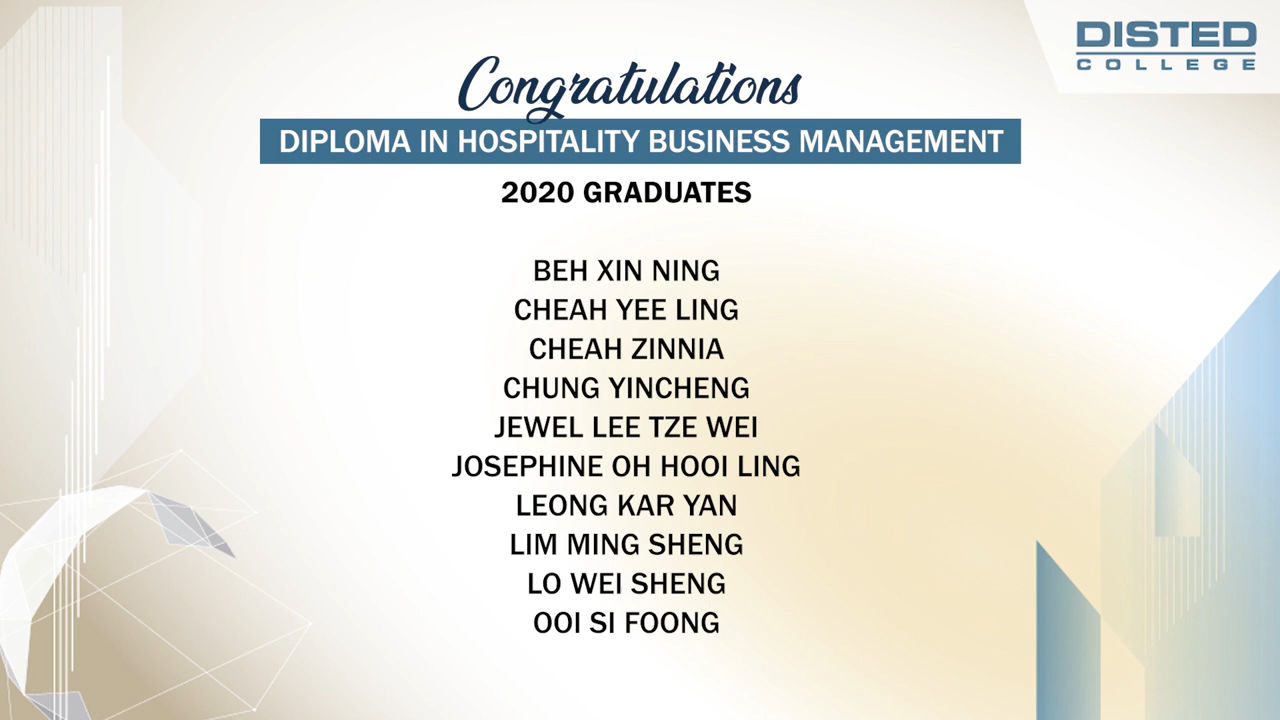 DISTED
COLLEGE
Congratulations
DIPLOMA IN HOSPITALITY BUSINESS MANAGEMENT
2020 GRADUATES
BEH XIN NING
CHEAH YEE LING
CHEAH ZINNIA
CHUNG YINCHENG
JEWEL LEE TZE WEI
JOSEPHINE OH HOOI LING
LEONG KAR YAN
LIM MING SHENG
LO WEI SHENG
OOI SI FOONG